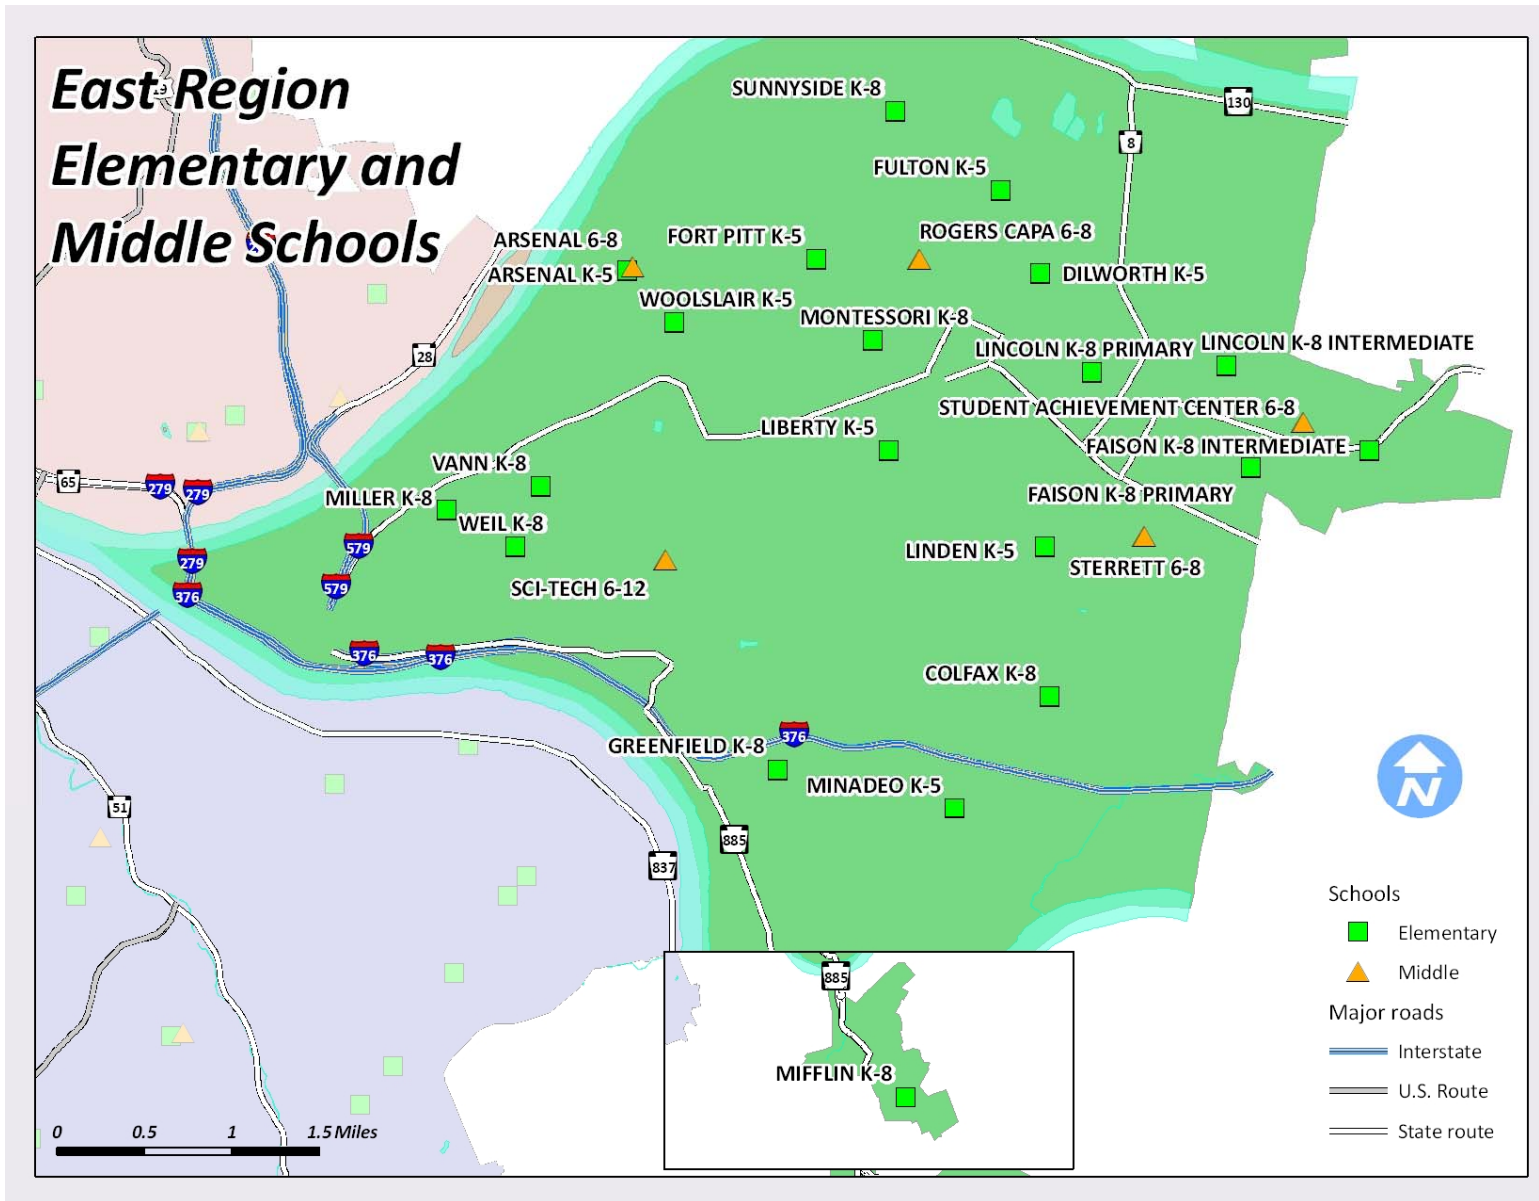 East Region
Elementary and
Middle Schools
SUNNYSIDE K-8
130
8
FULTON K-5
ARSENAL 6-8
FORT PITT K-5
ROGERS CAPA 6-8
ARSENAL K-5
DILWORTH K-5
WOOLSLAIR K-5
MONTESSORI K-8
28
LINCOLN K-8 PRIMARY
LINCOLN K-8 INTERMEDIATE
STUDENT ACHIEVEMENT CENTER 6-8
LIBERTY K-5
FAISON K-8 INTERMEDIATE
VANN K-8
65
279
279
MILLER K-8
FAISON K-8 PRIMARY
WEIL K-8
579
LINDEN K-5
279
STERRETT 6-8
579
SCI-TECH 6-12
376
376
376
COLFAX K-8
376
GREENFIELD K-8
MINADEO K-5
51
885
837
N
Schools
Elementary
Middle
Major roads
Interstate
U.S. Route
State route
885
MIFFLIN K-8
0 0.5 1 1.5 Miles